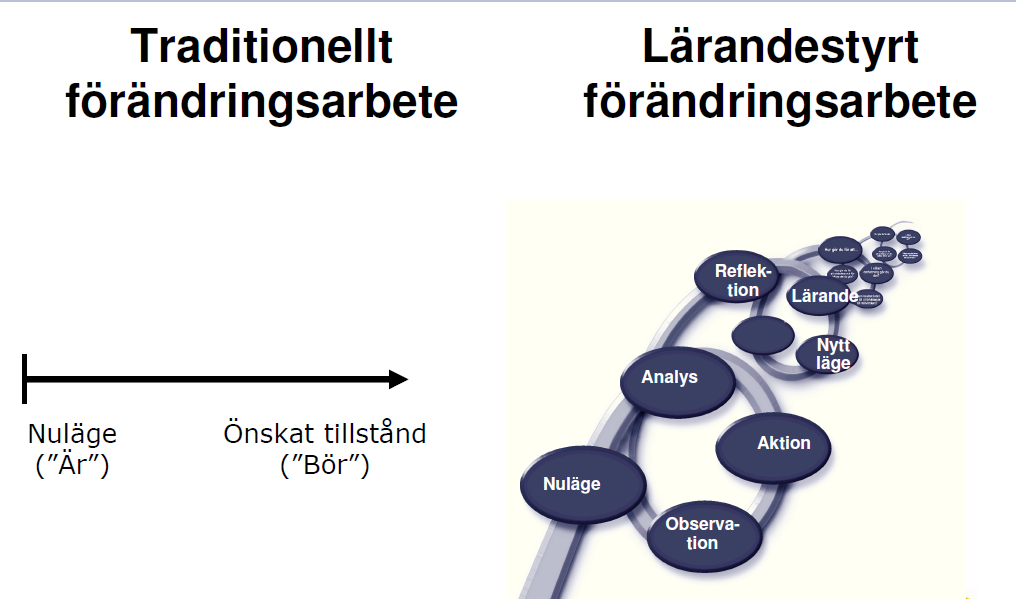 Traditionellt
förändringsarbete
Lärandestyrt
förändringsarbete
Nuläge
(”Är”)
Önskat tillstånd
(”Bör”)
Reflek-
tion
Lärande
Nytt
läge
Analys
Aktion
Nuläge
Observa-
tion